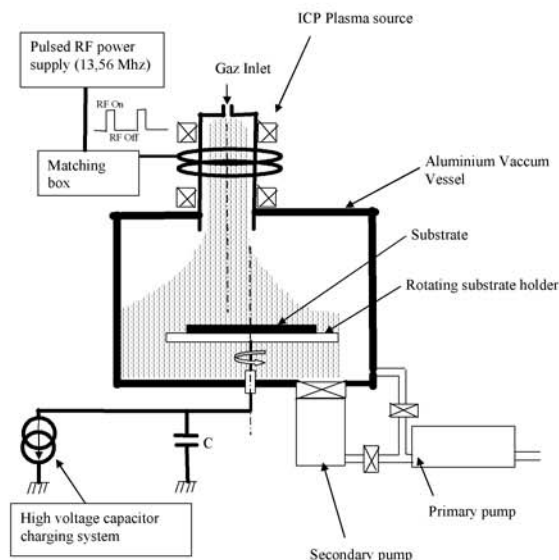 ICP Plasma source
Pulsed RF power
supply (13,56 Mhz)
Gaz Inlet
RF On
RF Off
Matching
box
Aluminium Vaccum
Vessel
Substrate
Rotating substrate holder
C
High voltage capacitor
charging system
Primary pump
Secondary pump